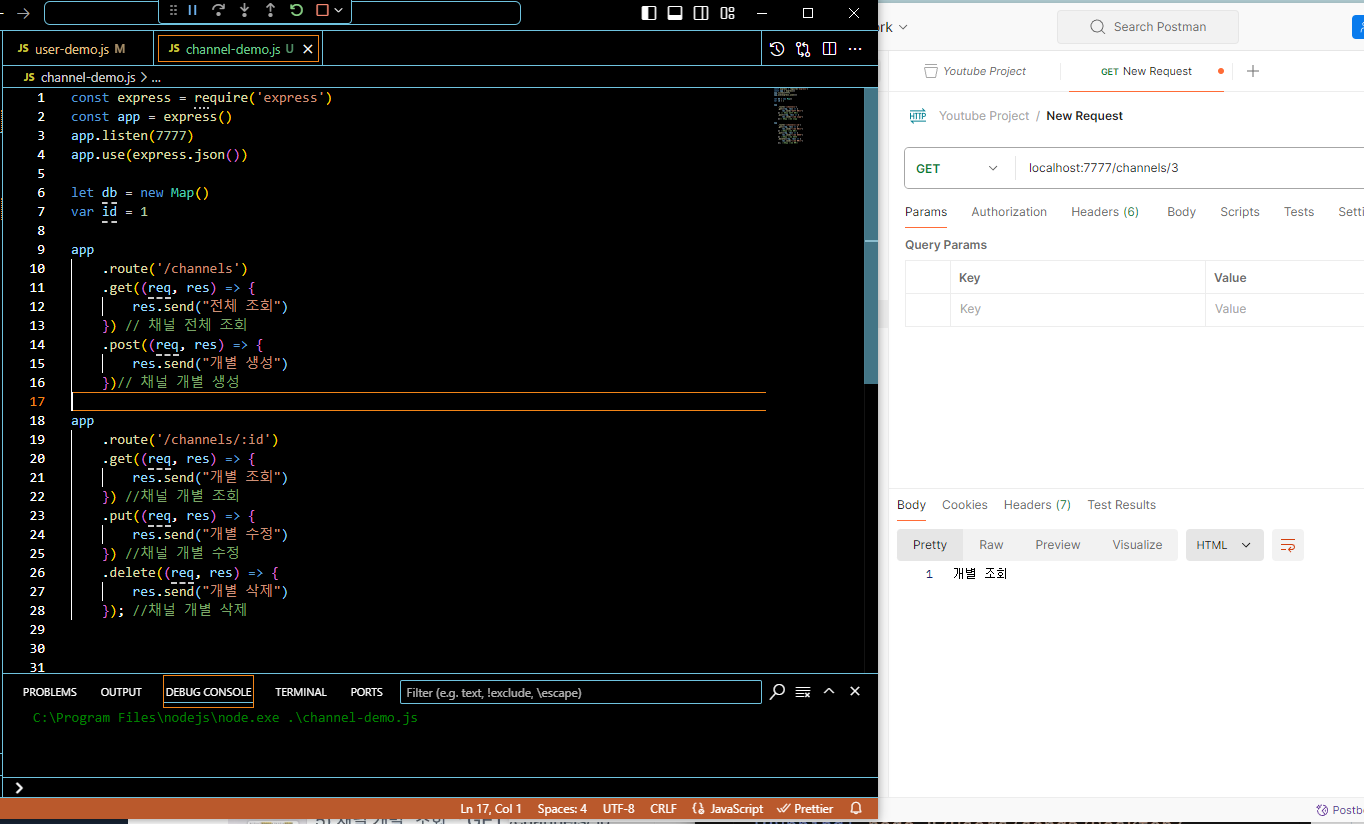 JS user-demo.js M
JS channel-demo.js U
JS channel-demo.js > ...
1 const express = require('express')
2 const app = express()
3 app.listen(7777)
4 app.use(express.json())
5
6 let db = new Map()
7 var id = 1
8
9 app
10 .route('/channels')
11 .get((req, res) => {
12 res.send("전체 조회")
13 }) // 채널 전체 조회
14 .post((req, res) => {
15 res.send("개별 생성")
16 })// 채널 개별 생성
17
18 app
19 .route('/channels/:id')
20 .get((req, res) => {
21 res.send("개별 조회")
22 }) //채널 개별 조회
23 .put((req, res) => {
24 res.send("개별 수정")
25 }) //채널 개별 수정
26 .delete((req, res) => {
27 res.send("개별 삭제")
28 }); //채널 개별 삭제
29
30
31
PROBLEMS OUTPUT DEBUG CONSOLE TERMINAL PORTS Filter (e.g. text, !exclude, \escape)
C:\Program Files\nodejs\node.exe .\channel-demo.js
Ln 17, Col 1 Spaces: 4 UTF-8 CRLF JavaScript Prettier
rk
Search Postman
Youtube Project GET New Request
HTTP Youtube Project / New Request
GET localhost:7777/channels/3
Params Authorization Headers (6) Body Scripts Tests Setti
Query Params
Key Value
Key Value
Body Cookies Headers (7) Test Results
Pretty Raw Preview Visualize HTML
1 개별 조회
Postb